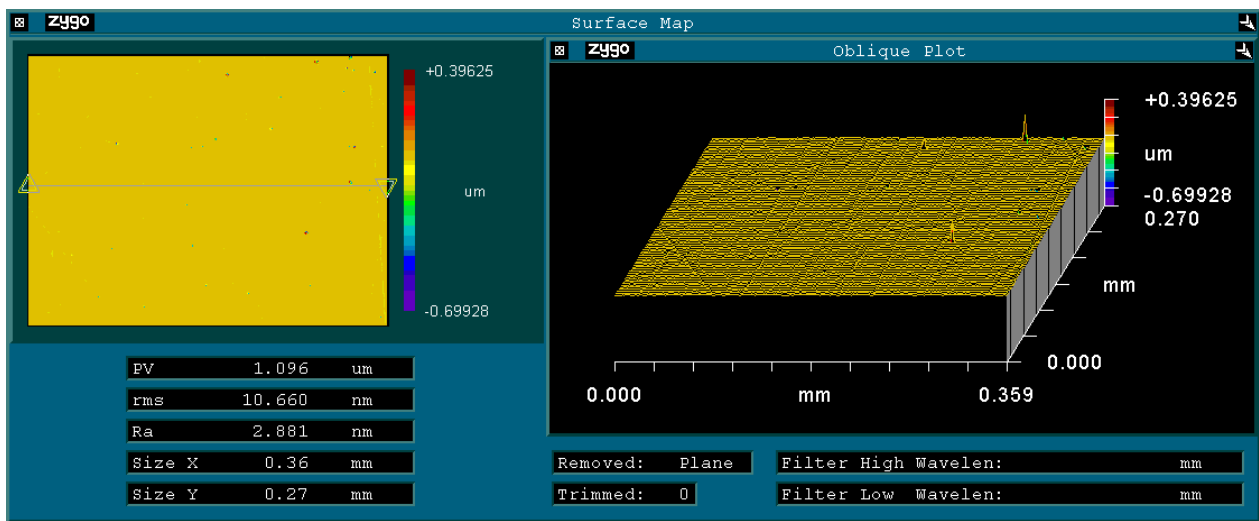 zygo Surface Map
+0.39625
um
-0.69928
zygo Oblique Plot
+0.39625
um
-0.69928
0.270
mm
0.000
0.000 mm 0.359
PV 1.096 um
rms 10.660 nm
Ra 2.881 nm
Size X 0.36 mm
Size Y 0.27 mm
Removed: Plane
Trimmed: 0
Filter High Wavelen: mm
Filter Low Wavelen: mm